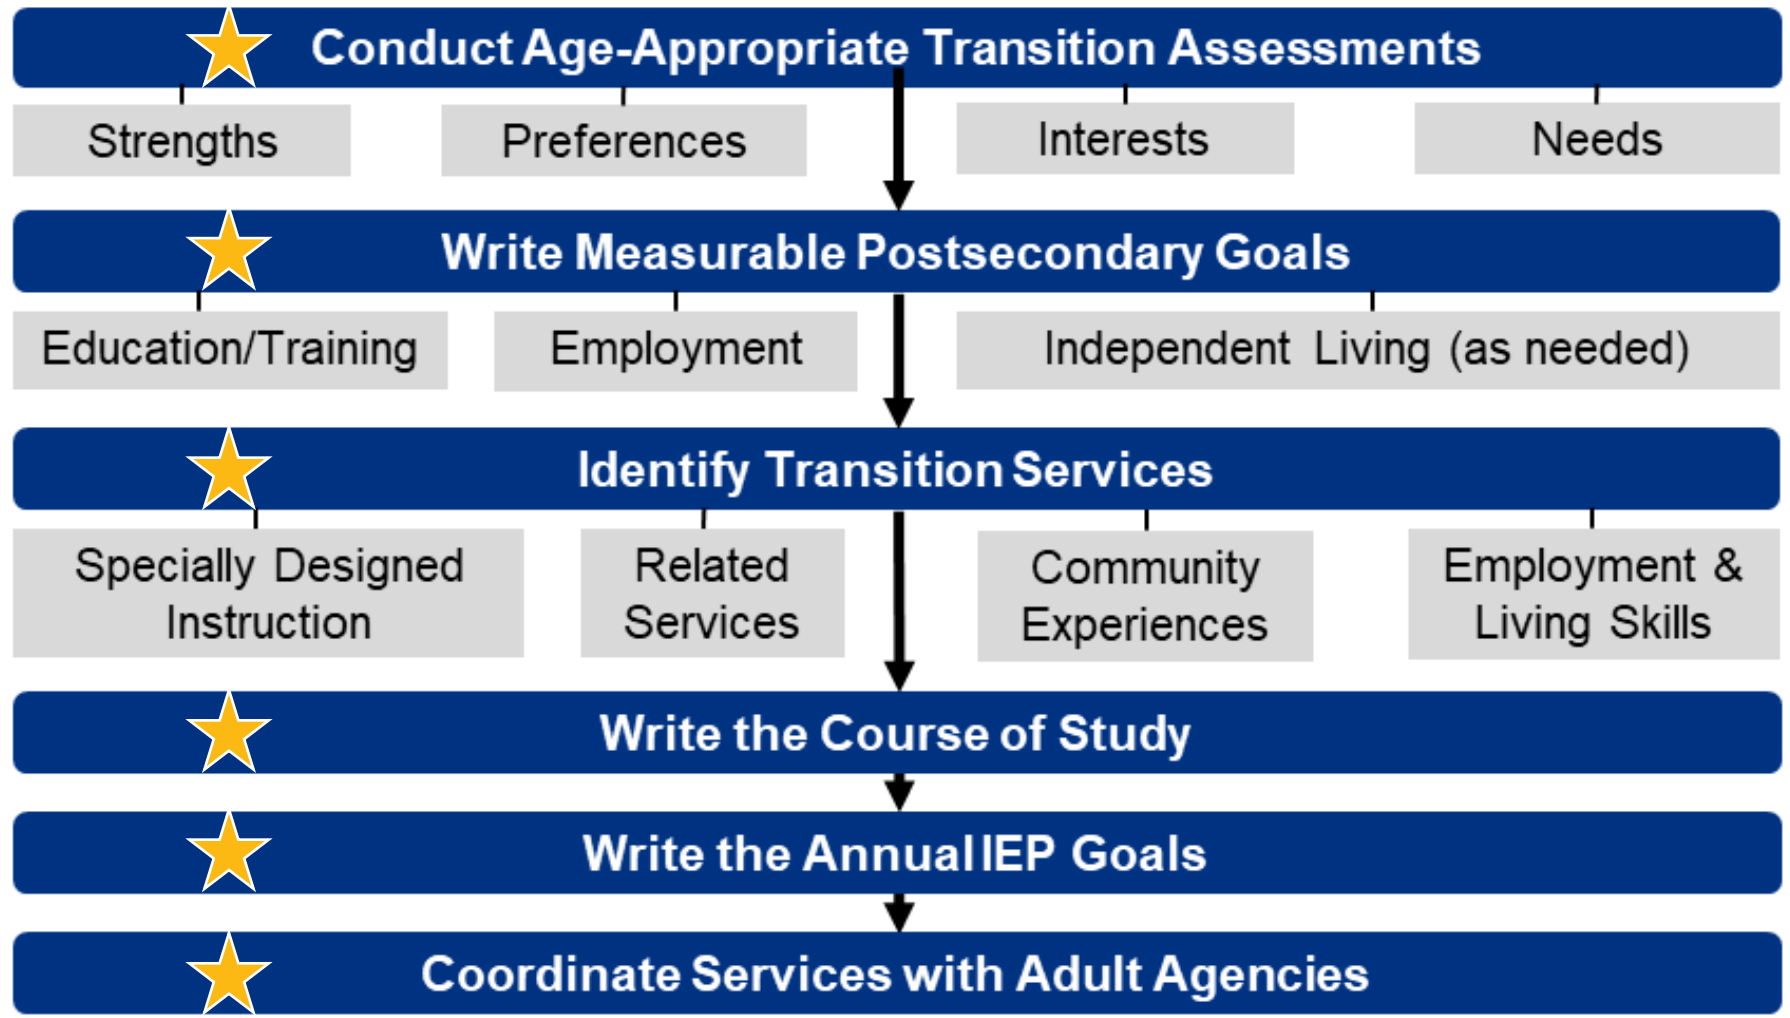 Conduct Age-Appropriate Transition Assessments
Strengths
Preferences
Interests
Needs
Write Measurable Postsecondary Goals
Education/Training
Employment
Independent Living (as needed)
Identify Transition Services
Specially Designed
Instruction
Related
Services
Community
Experiences
Employment &
Living Skills
Write the Course of Study
Write the Annual IEP Goals
Coordinate Services with Adult Agencies